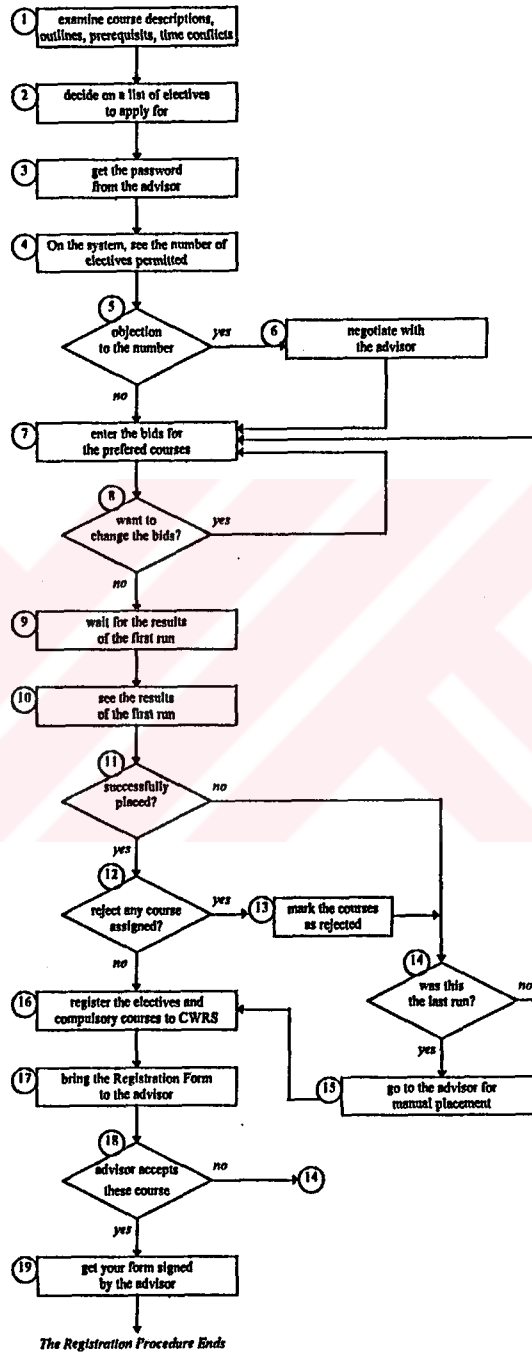 1
examine course descriptions,
outlines, prerequisits, time conflicts
2
decide on a list of electives
to apply for
3
get the password
from the advisor
4
On the system, see the number of
electives permitted
5
objection
to the number
yes
no
6
negotiate with
the advisor
7
enter the bids for
the prefered courses
8
want to
change the bids?
yes
no
9
wait for the results
of the first run
10
see the results
of the first run
11
successfully
placed?
no
yes
12
reject any course
assigned?
yes
no
13
mark the courses
as rejected
14
was this
the last run?
no
yes
15
go to the advisor for
manual placement
16
register the electives and
compulsory courses to CWRS
17
bring the Registration Form
to the advisor
18
advisor accepts
these course
no
14
yes
19
get your form signed
by the advisor
The Registration Procedure Ends